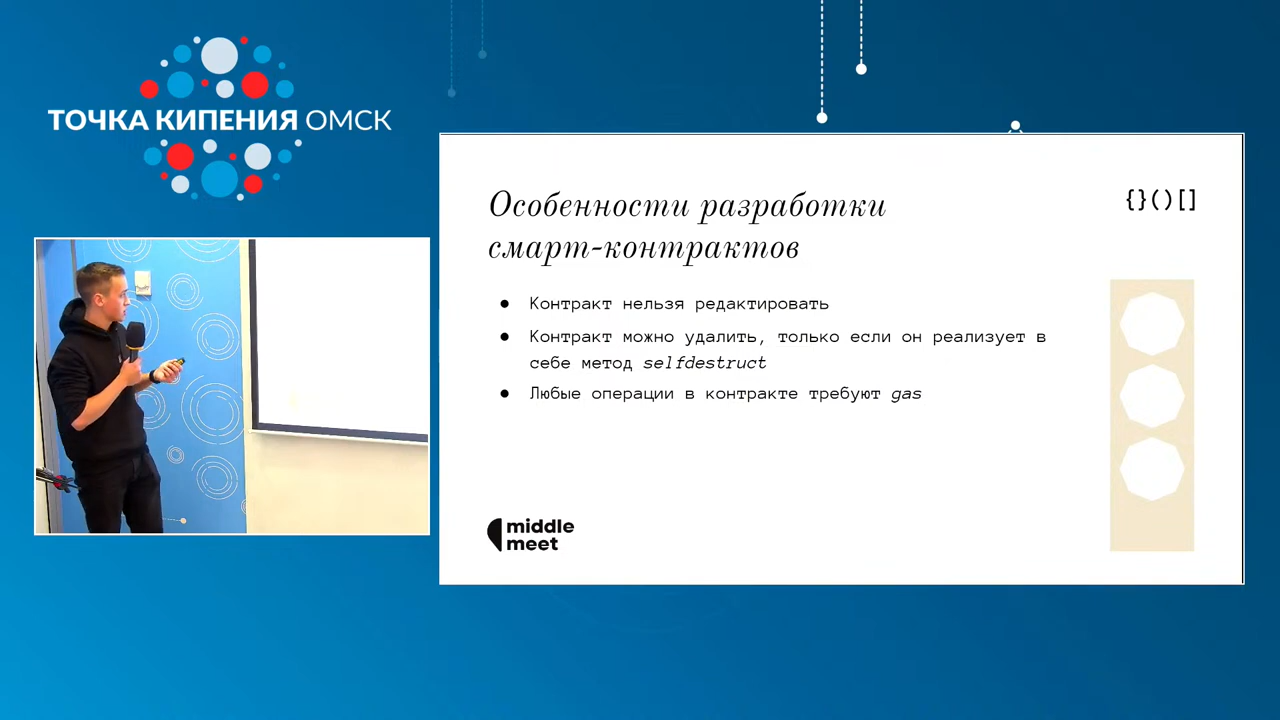 ТОЧКА КИПЕНИЯ ОМСК
Особенности разработки
смарт-контрактов
{}()[]
● Контракт нельзя редактировать
● Контракт можно удалить, только если он реализует в
себе метод selfdestruct
● Любые операции в контракте требуют gas
middle
meet